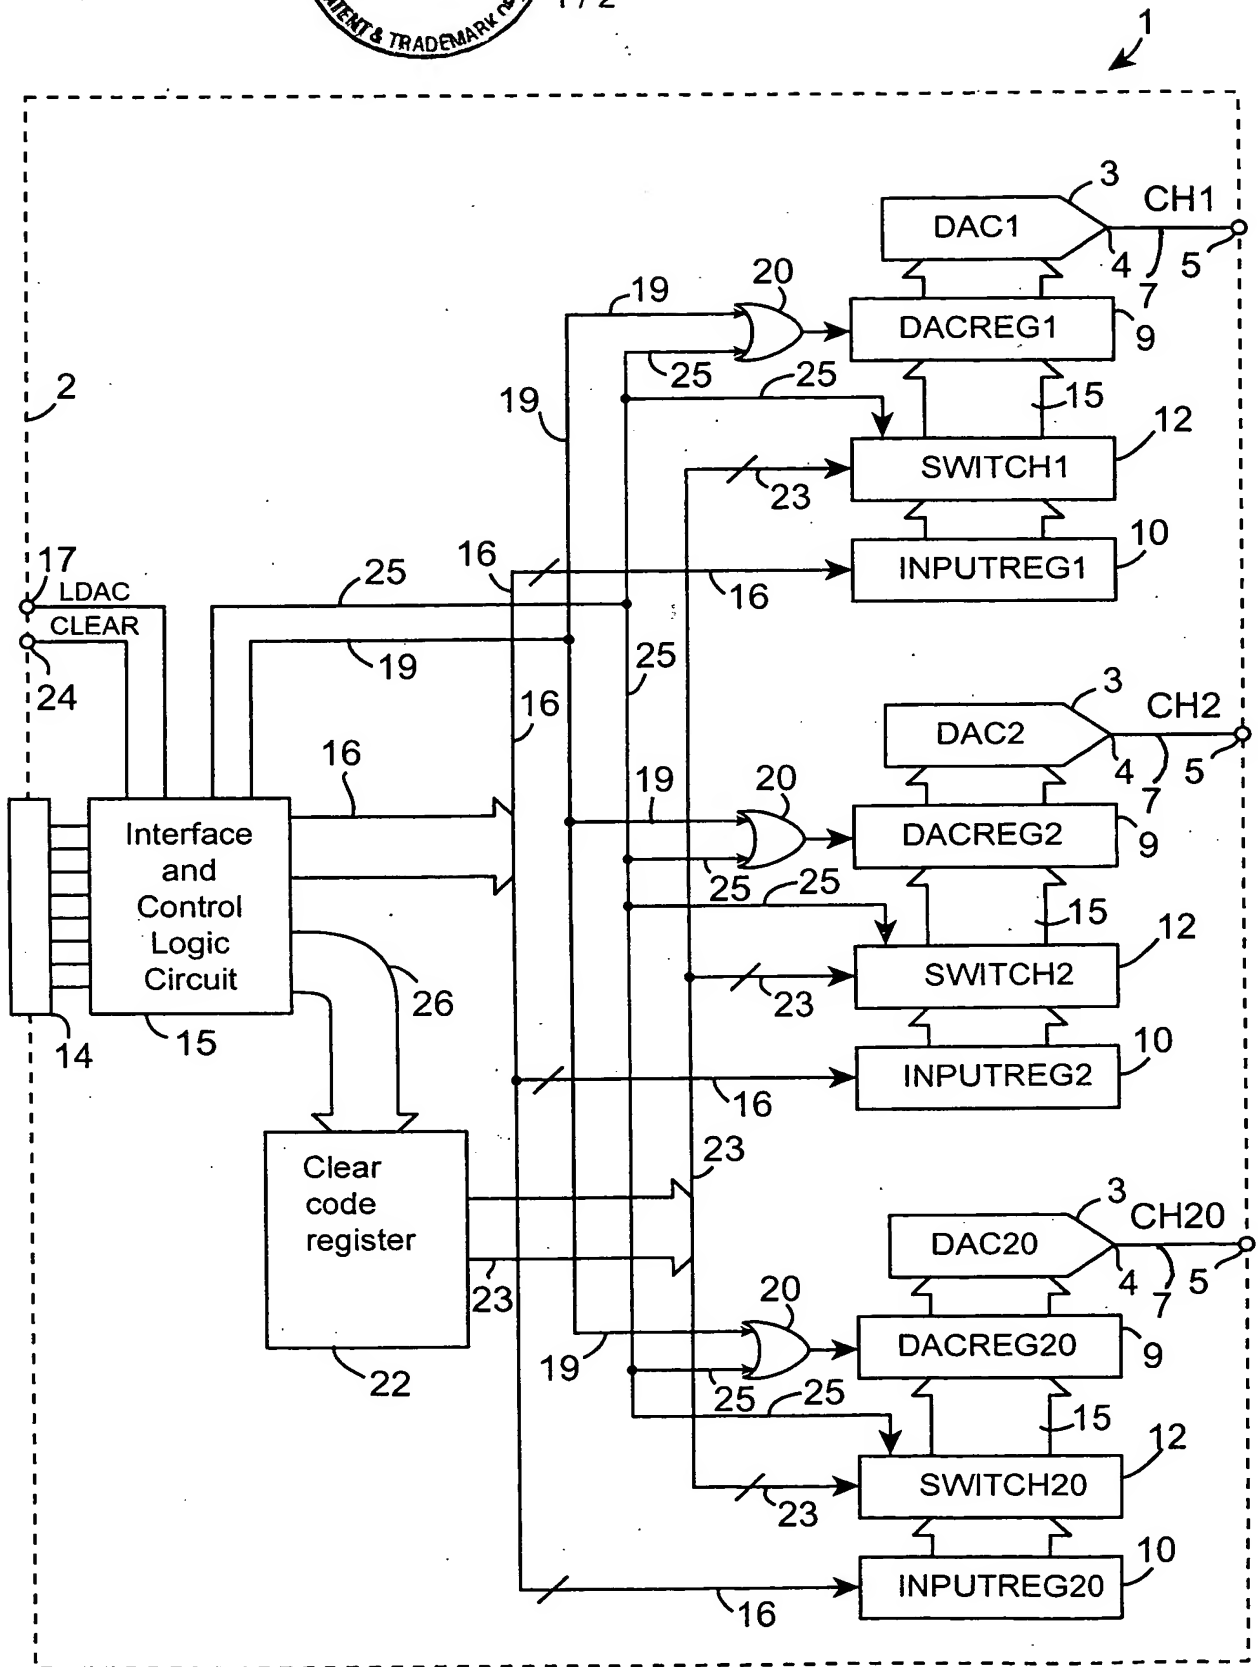 PATENT & TRADEMARK
1/2
1
3
CH1
DAC1
4
7
5
20
19
DACREG1
9
25
25
2
19
15
12
SWITCH1
23
10
17
LDAC
25
16
INPUTREG1
16
CLEAR
24
19
25
3
CH2
16
DAC2
4
7
5
16
19
20
DACREG2
9
Interface
and
Control
Logic
Circuit
25
25
15
12
26
SWITCH2
23
14
15
10
INPUTREG2
16
23
Clear
code
register
3
CH20
DAC20
4
7
5
23
20
DACREG20
9
19
22
25
25
15
12
SWITCH20
23
10
INPUTREG20
16